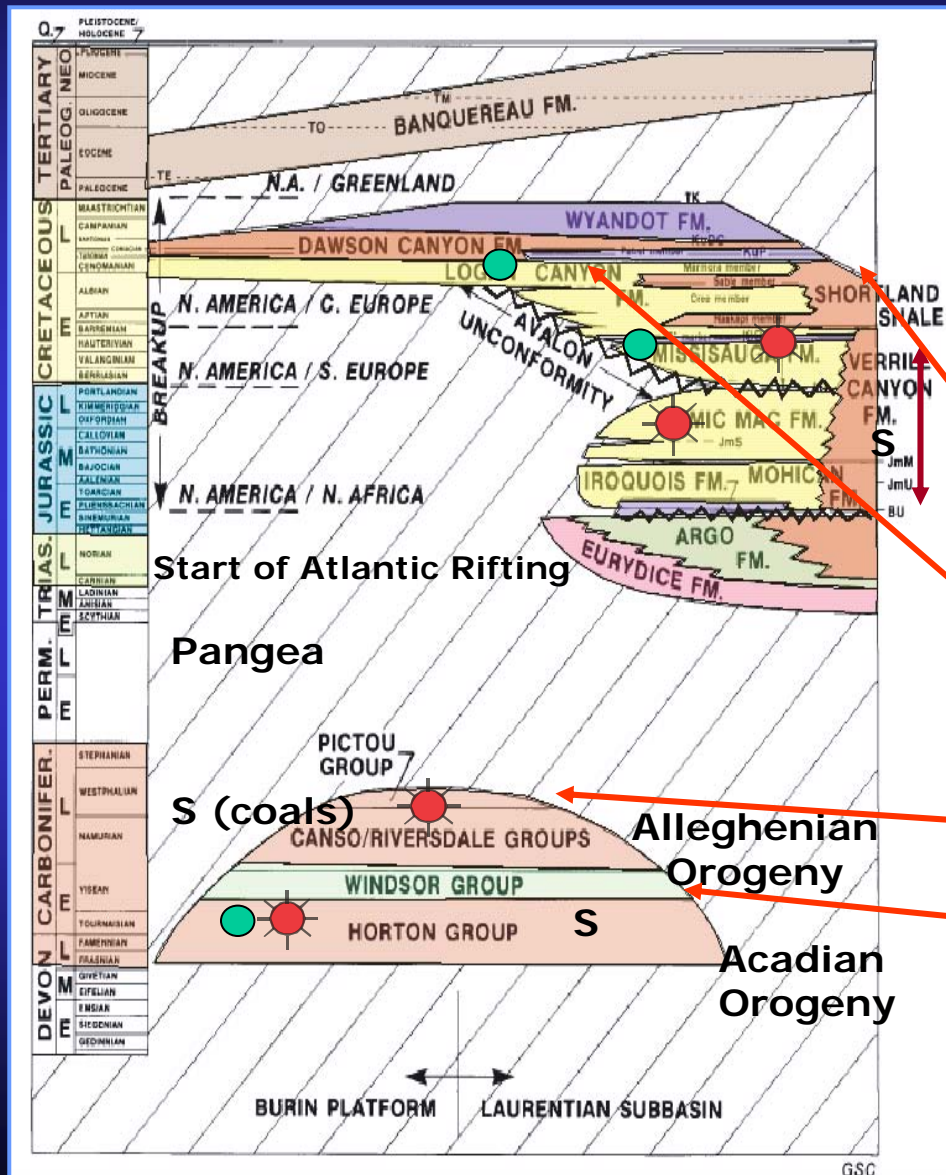 Q. PLEISTOCENE/
HOLOCENE
TERTIARY
NEO
PALEOG.
PLIOCENE
MIOCENE
OLIGOCENE
EOCENE
PALEOCENE
TM
TO
BANQUEREAU FM.
TE
N.A. / GREENLAND
CRETACEOUS
L
E
MAASTRICHTIAN
CAMPANIAN
CENOMANIAN
ALBIAN
APTIAN
BARREMIAN
HAUTERIVIAN
VALANGINIAN
BERRIASIAN
TK
WYANDOT FM.
DAWSON CANYON FM.
Petrel member
LOGAN CANYON
FM.
Marmora member
Sable member
Cree member
Naskapi member
SHORTLAND
SHALE
BREAKUP
N. AMERICA / C. EUROPE
AVALON
UNCONFORMITY
N. AMERICA / S. EUROPE
MISSISAUGA FM.
VERRILL
CANYON
FM.
JURASSIC
L
M
E
PORTLANDIAN
KIMMERIDGIAN
OXFORDIAN
CALLOVIAN
BATHONIAN
BAJOCIAN
AALENIAN
TOARCIAN
PLIENSBACHIAN
SINEMURIAN
HETTANGIAN
MIC MAC FM.
JmS
S
JmM
JmU
BU
IROQUOIS FM.
MOHICAN
FM.
N. AMERICA / N. AFRICA
ARGO
FM.
EURYDICE FM.
TRIAS.
L
M
E
NORIAN
CARNIAN
LADINIAN
ANISIAN
SCYTHIAN
Start of Atlantic Rifting
PERM.
L
E
Pangea
CARBONIFER.
L
E
STEPHANIAN
WESTPHALIAN
NAMURIAN
VISEAN
TOURNAISIAN
PICTOU
GROUP
S (coals)
CANSO/RIVERSDALE GROUPS
Alleghenian
Orogeny
WINDSOR GROUP
HORTON GROUP
S
DEVON
L
M
E
FAMENNIAN
FRASNIAN
GIVETIAN
EIFELIAN
EMSIAN
SIEGENIAN
GEDINNIAN
Acadian
Orogeny
BURIN PLATFORM
LAURENTIAN SUBBASIN
GSC